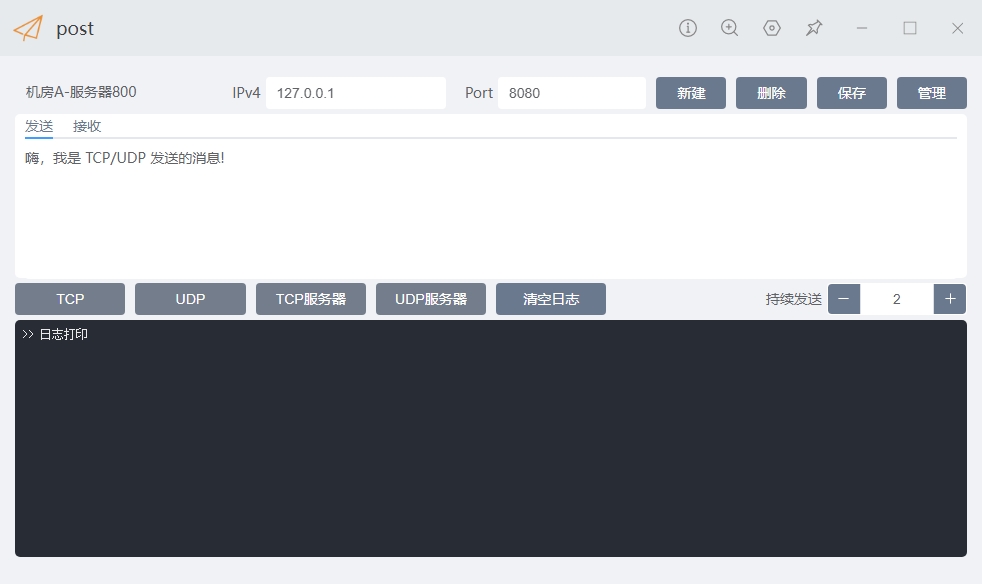 post
机房A-服务器800 IPv4 127.0.0.1 Port 8080 新建 删除 保存 管理
发送 接收
嗨，我是 TCP/UDP 发送的消息!
TCP UDP TCP服务器 UDP服务器 清空日志 持续发送 − 2 +
>> 日志打印